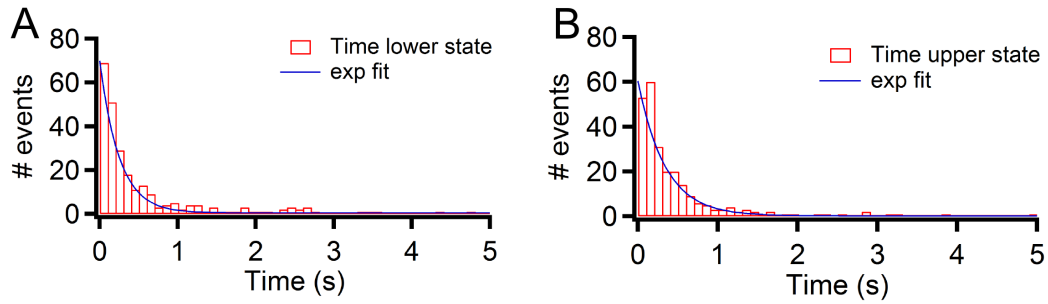 A
80
60
40
20
0
# events
Time lower state
exp fit
0 1 2 3 4 5
Time (s)
B
80
60
40
20
0
# events
Time upper state
exp fit
0 1 2 3 4 5
Time (s)